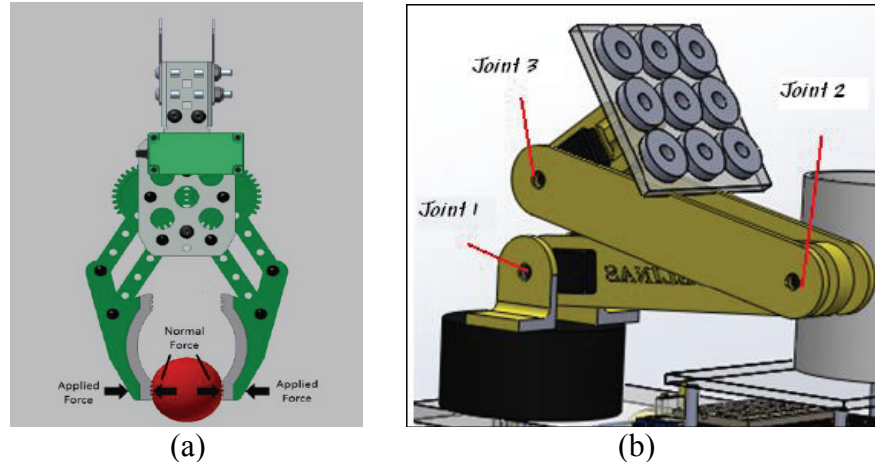 Normal
Force
Applied
Force
Applied
Force
(a)
Joint 3
Joint 2
Joint 1
(b)